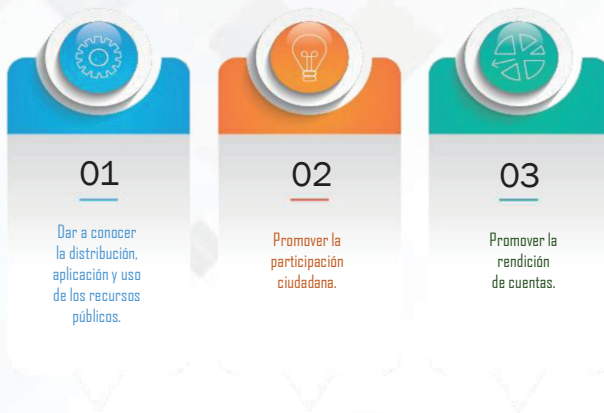 01
Dar a conocer
la distribución,
aplicación y uso
de los recursos
públicos.
02
Promover la
participación
ciudadana.
03
Promover la
rendición
de cuentas.